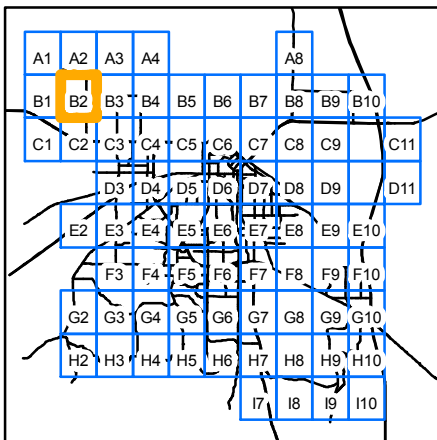 A1 A2 A3 A4 A8
B1 B2 B3 B4 B5 B6 B7 B8 B9 B10
C1 C2 C3 C4 C5 C6 C7 C8 C9 C11
D3 D4 D5 D6 D7 D8 D9 D11
E2 E3 E4 E5 E6 E7 E8 E9 E10
F3 F4 F5 F6 F7 F8 F9 F10
G2 G3 G4 G5 G6 G7 G8 G9 G10
H2 H3 H4 H5 H6 H7 H8 H9 H10
I7 I8 I9 I10